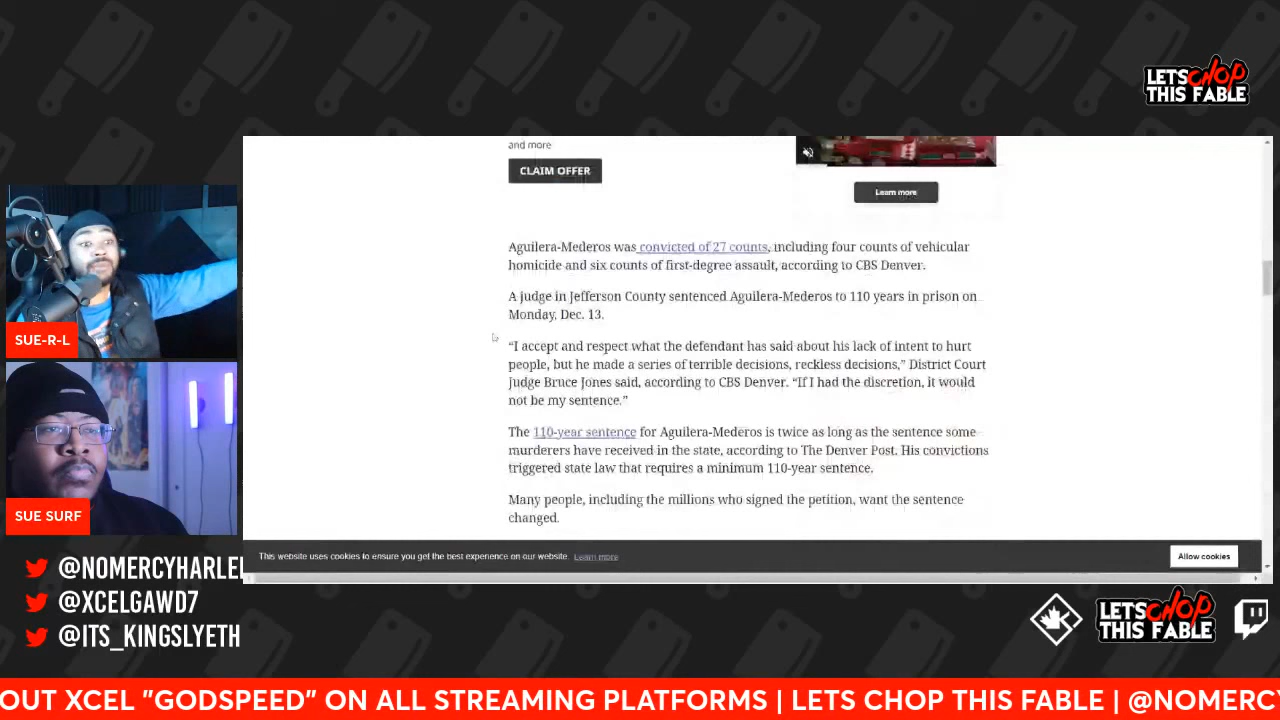 LETS CHOP
THIS FABLE
and more
CLAIM OFFER
Learn more
Aguilera-Mederos was convicted of 27 counts, including four counts of vehicular
homicide and six counts of first-degree assault, according to CBS Denver.
A judge in Jefferson County sentenced Aguilera-Mederos to 110 years in prison on
Monday, Dec. 13.
“I accept and respect what the defendant has said about his lack of intent to hurt
people, but he made a series of terrible decisions, reckless decisions,” District Court
Judge Bruce Jones said, according to CBS Denver. “If I had the discretion, it would
not be my sentence.”
The 110-year sentence for Aguilera-Mederos is twice as long as the sentence some
murderers have received in the state, according to The Denver Post. His convictions
triggered state law that requires a minimum 110-year sentence.
Many people, including the millions who signed the petition, want the sentence
changed.
This website uses cookies to ensure you get the best experience on our website. Learn more
Allow cookies
SUE-R-L
SUE SURF
@NOMERCYHARLE
@XCELGAWD7
@ITS_KINGSLYETH
LETS CHOP
THIS FABLE
OUT XCEL "GODSPEED" ON ALL STREAMING PLATFORMS | LETS CHOP THIS FABLE | @NOMERCY